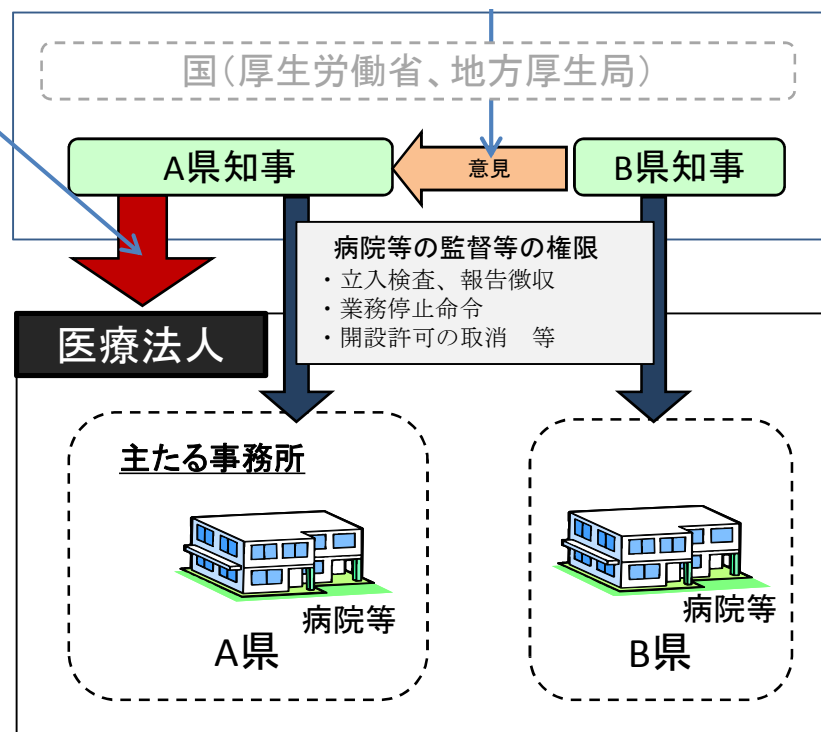 国(厚生労働省、地方厚生局)
A県知事
意見
B県知事
病院等の監督等の権限
・立入検査、報告徴収
・業務停止命令
・開設許可の取消　等
医療法人
主たる事務所
病院等
A県
病院等
B県